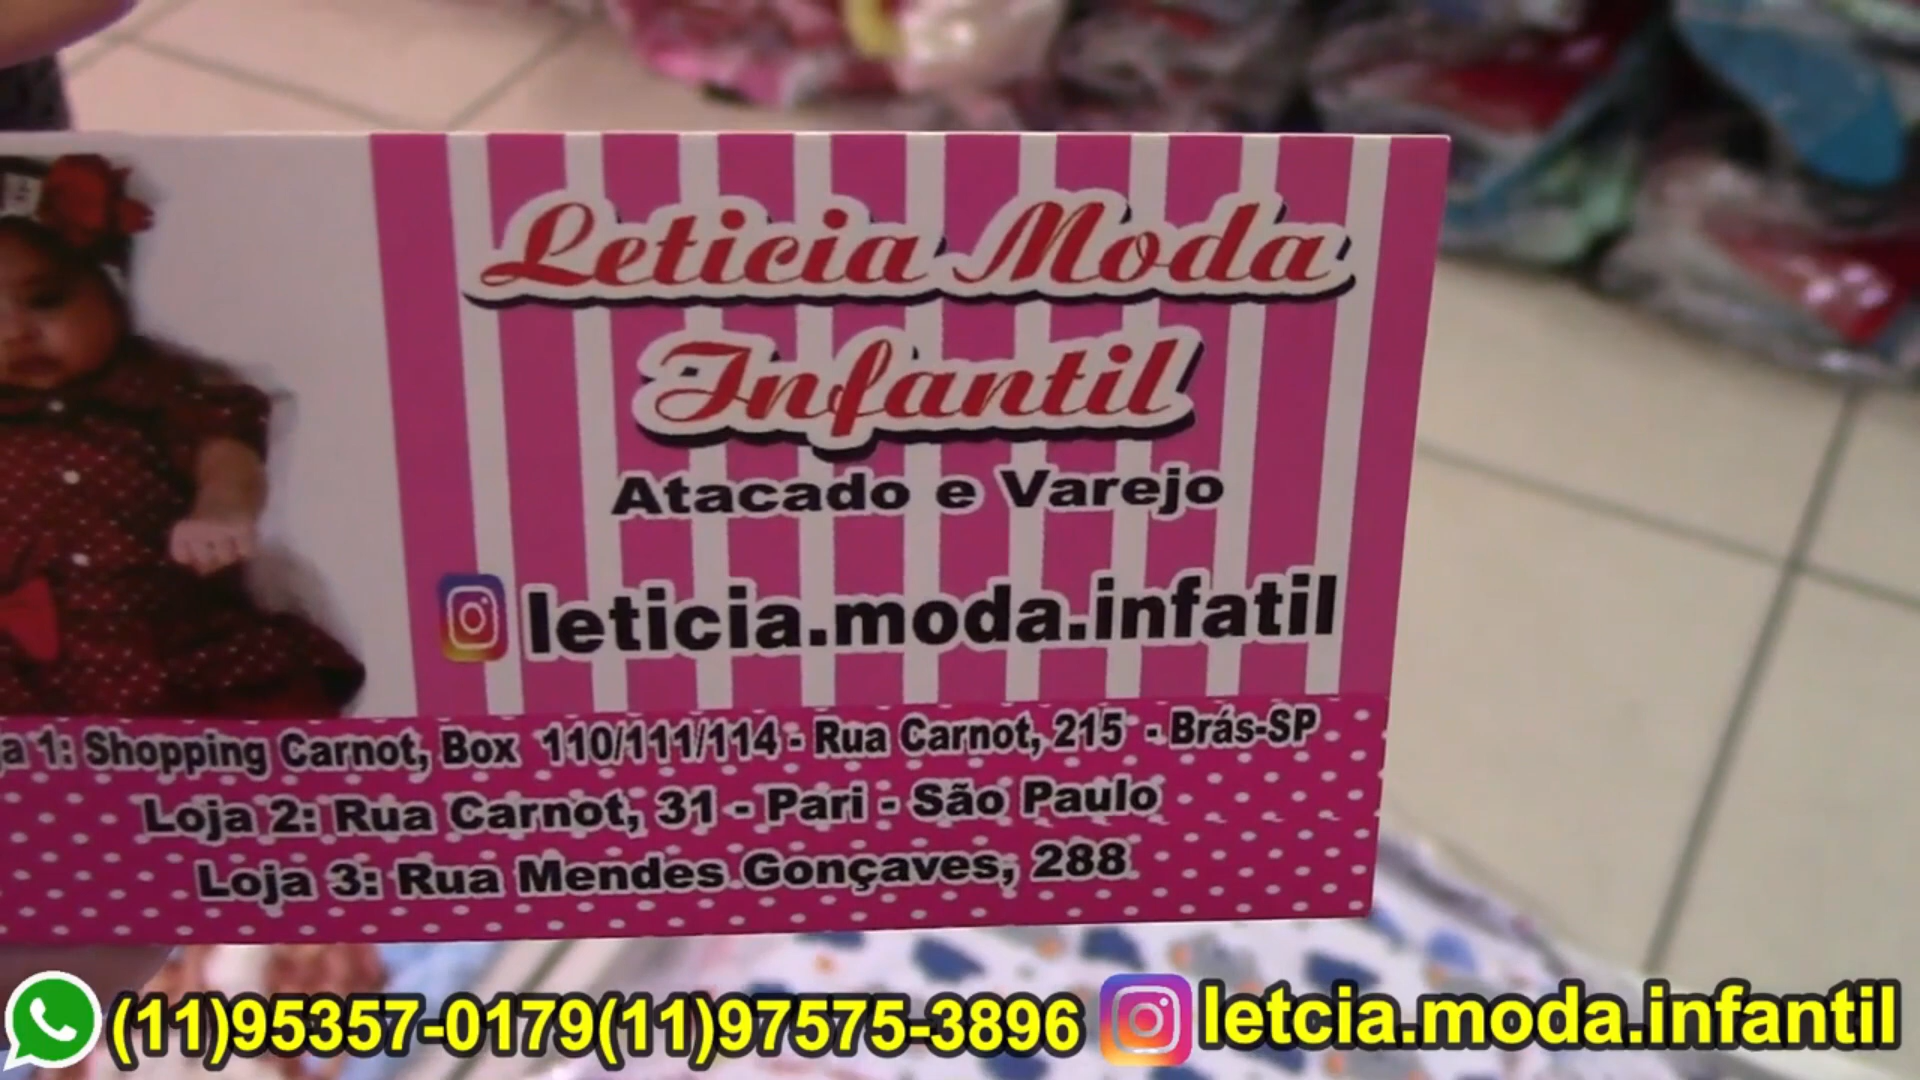 Leticia Moda
Infantil
Atacado e Varejo
leticia.moda.infatil
a 1: Shopping Carnot, Box 110/111/114 - Rua Carnot, 215 - Brás-SP
Loja 2: Rua Carnot, 31 - Pari - São Paulo
Loja 3: Rua Mendes Gonçaves, 288
(11)95357-0179(11)97575-3896 letcia.moda.infantil